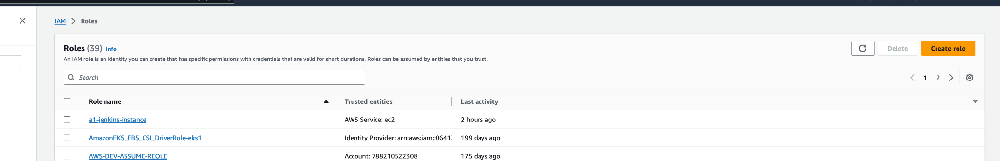 IAM > Roles
Roles (39) Info
Create role
Delete
An IAM role is an identity you can create that has specific permissions with credentials that are valid for short durations. Roles can be assumed by entities that you trust.
Search
1 2
Role name Trusted entities Last activity
a1-jenkins-instance AWS Service: ec2 2 hours ago
AmazonEKS_EBS_CSI_DriverRole-eks1 Identity Provider: arn:aws:iam::0641 199 days ago
AWS-DEV-ASSUME-REOLE Account: 788210522308 175 days ago